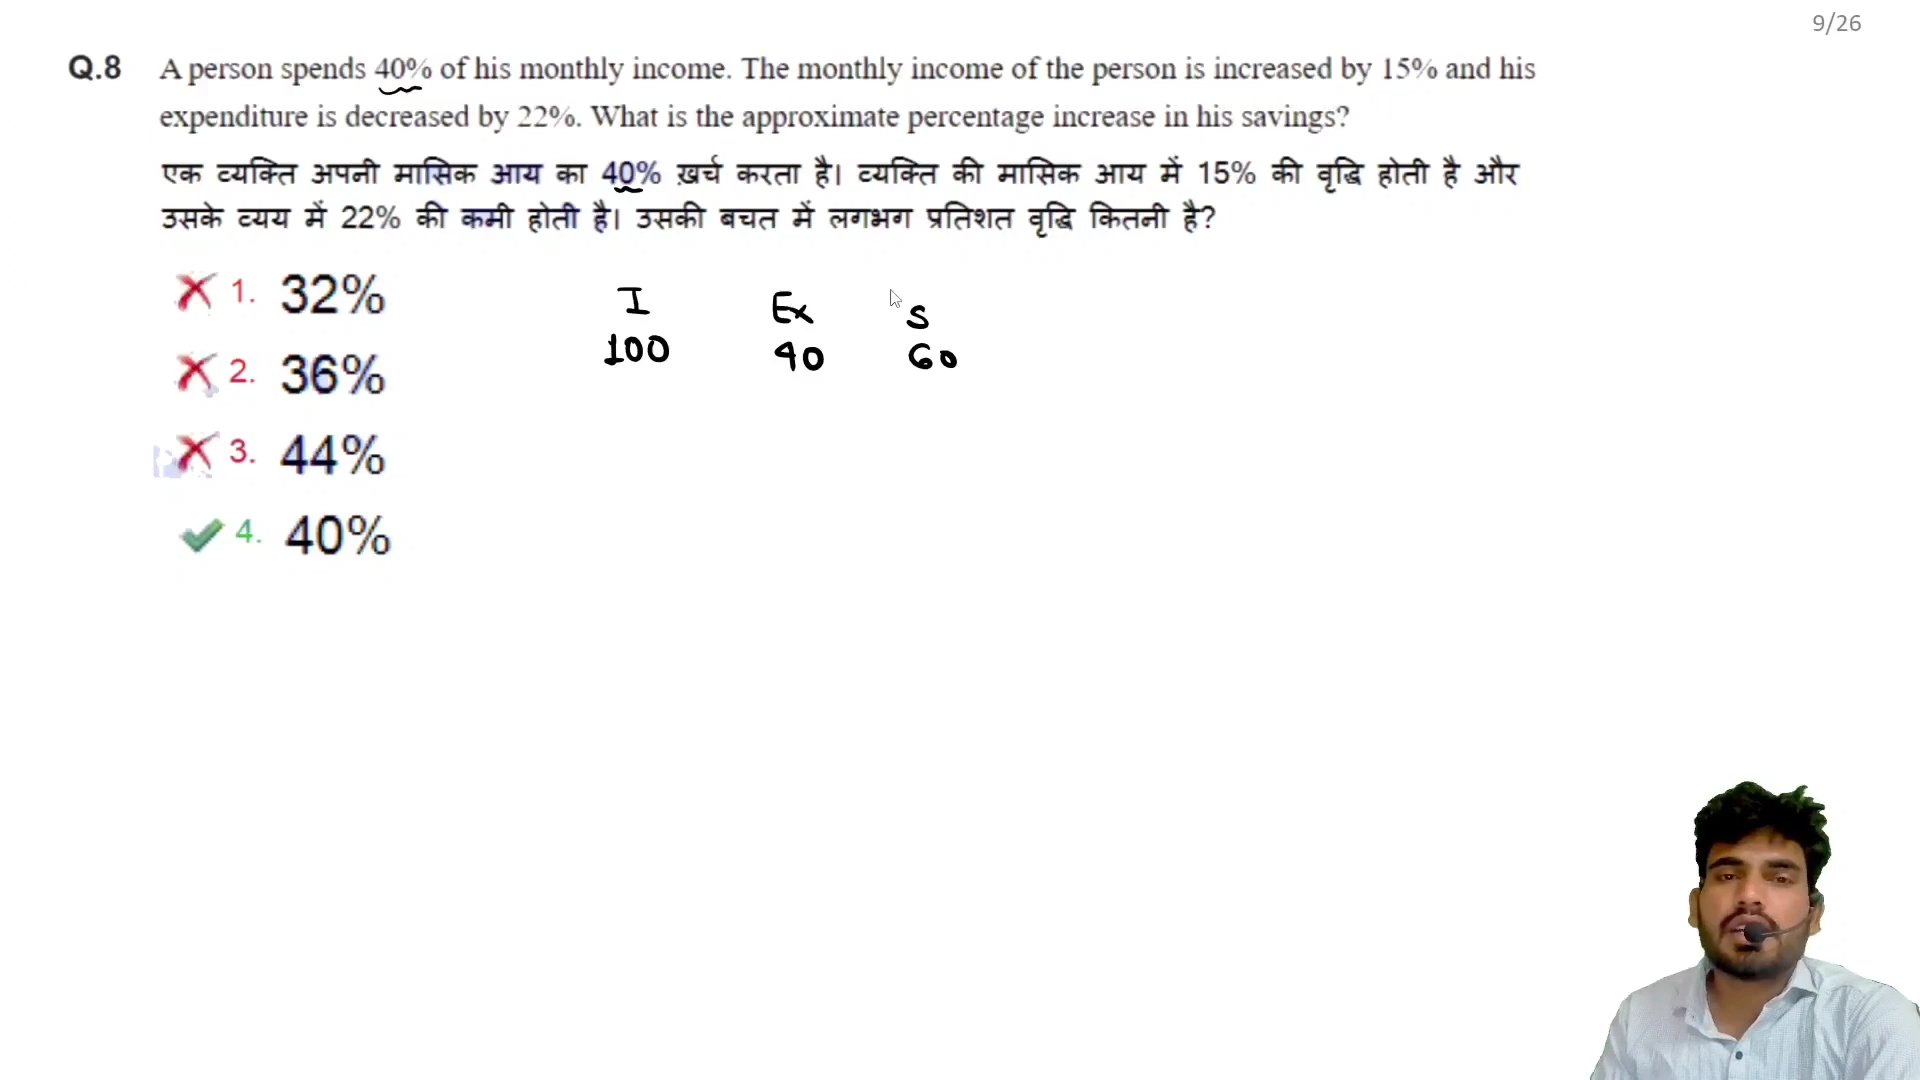 9/26
Q.8 A person spends 40% of his monthly income. The monthly income of the person is increased by 15% and his
expenditure is decreased by 22%. What is the approximate percentage increase in his savings?
एक व्यक्ति अपनी मासिक आय का 40% ख़र्च करता है। व्यक्ति की मासिक आय में 15% की वृद्धि होती है और
उसके व्यय में 22% की कमी होती है। उसकी बचत में लगभग प्रतिशत वृद्धि कितनी है?
1. 32%
2. 36%
3. 44%
4. 40%
I Ex S
100 40 60